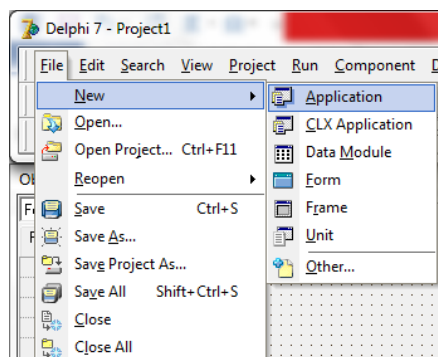 Delphi 7 - Project1
File Edit Search View Project Run Component
New
Open...
Open Project... Ctrl+F11
Reopen
Save Ctrl+S
Save As...
Save Project As...
Save All Shift+Ctrl+S
Close
Close All
Application
CLX Application
Data Module
Form
Frame
Unit
Other...